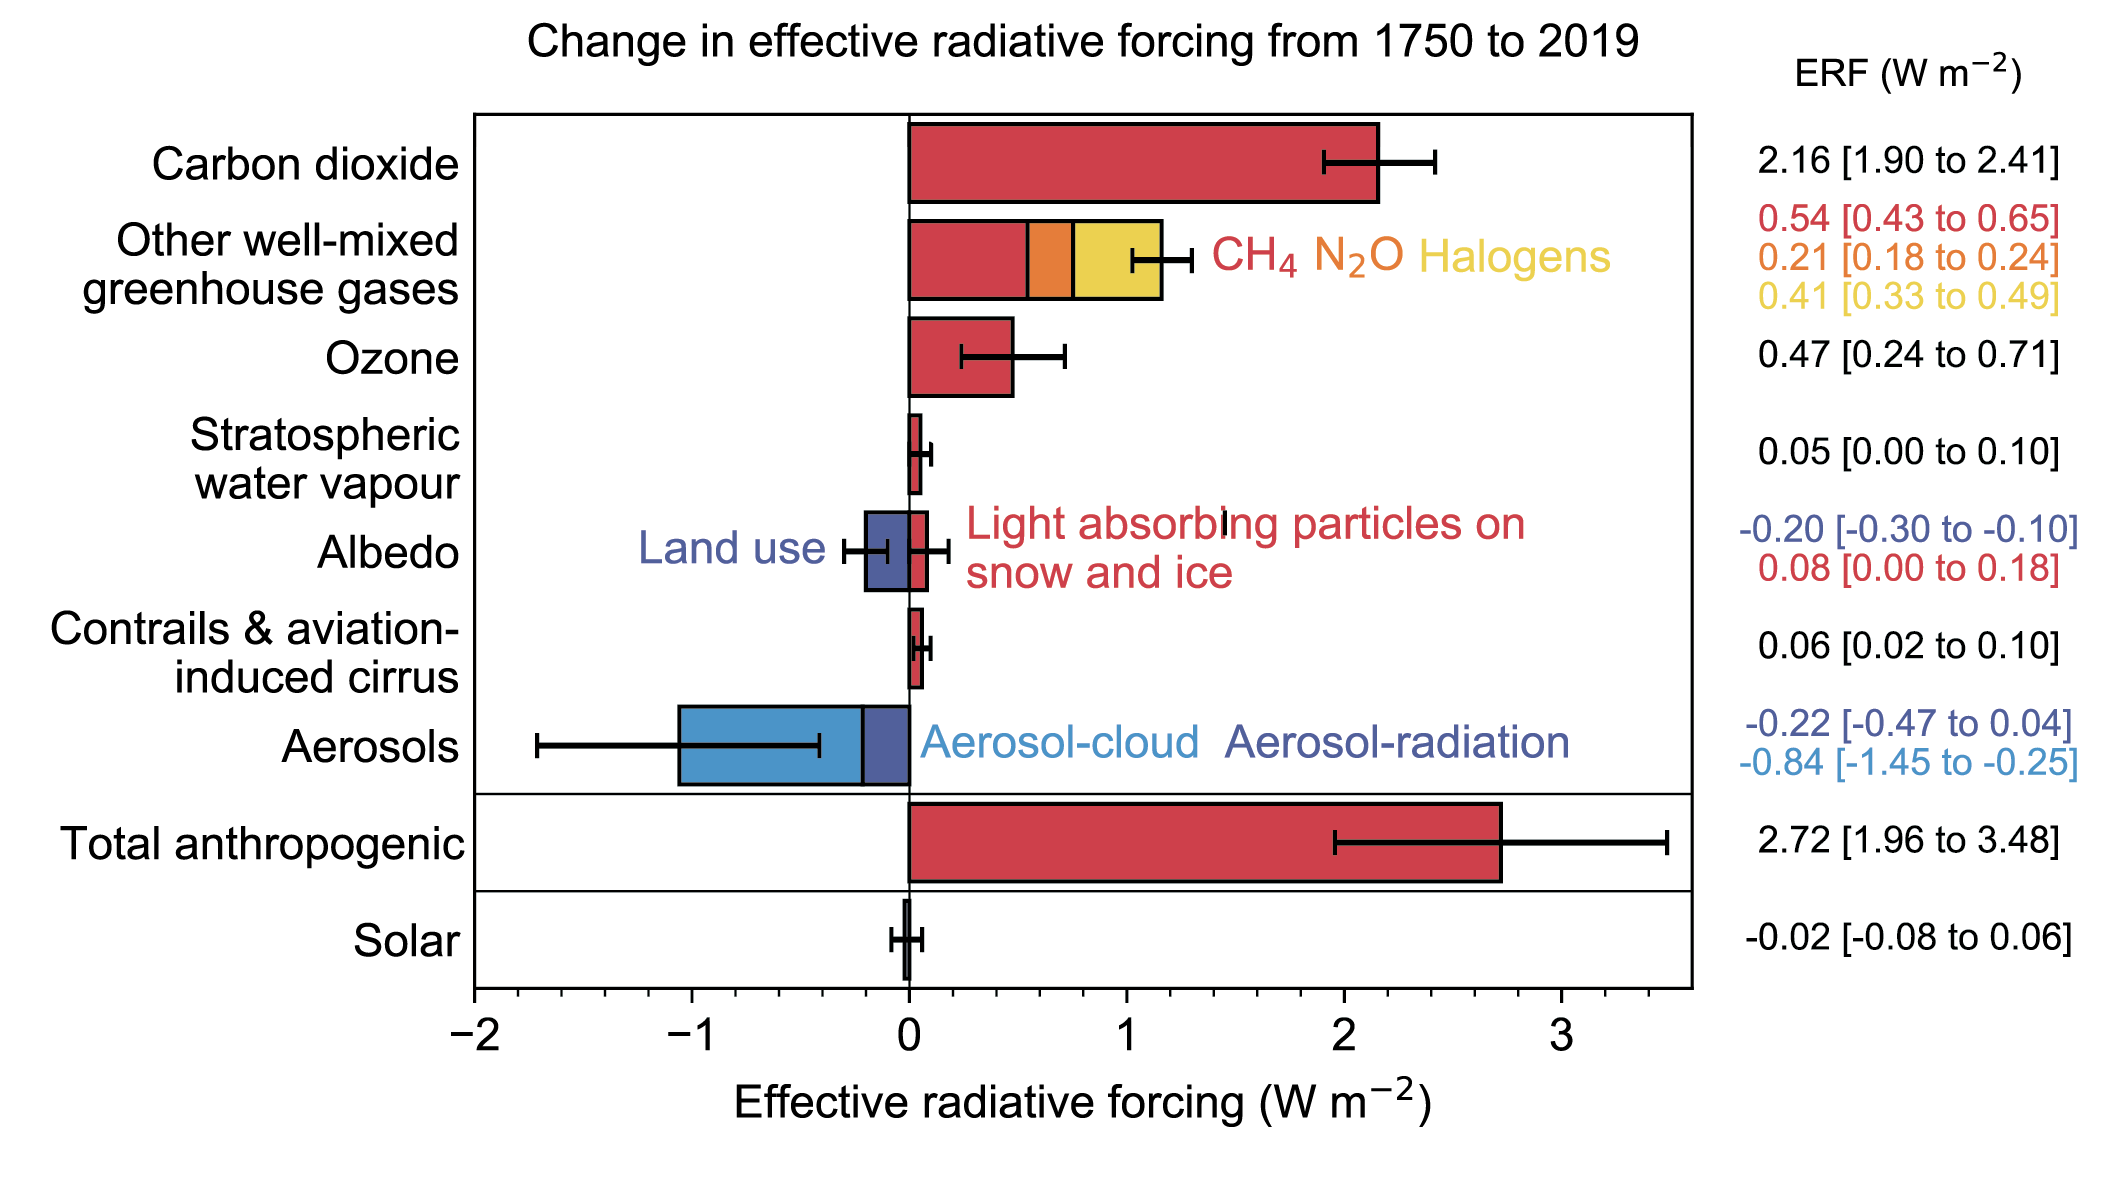 Change in effective radiative forcing from 1750 to 2019
ERF (W m⁻²)
Carbon dioxide
2.16 [1.90 to 2.41]
Other well-mixed
greenhouse gases
CH₄ N₂O Halogens
0.54 [0.43 to 0.65]
0.21 [0.18 to 0.24]
0.41 [0.33 to 0.49]
Ozone
0.47 [0.24 to 0.71]
Stratospheric
water vapour
0.05 [0.00 to 0.10]
Albedo
Land use
Light absorbing particles on
snow and ice
-0.20 [-0.30 to -0.10]
0.08 [0.00 to 0.18]
Contrails & aviation-
induced cirrus
0.06 [0.02 to 0.10]
Aerosols
Aerosol-cloud Aerosol-radiation
-0.22 [-0.47 to 0.04]
-0.84 [-1.45 to -0.25]
Total anthropogenic
2.72 [1.96 to 3.48]
Solar
-0.02 [-0.08 to 0.06]
−2 −1 0 1 2 3
Effective radiative forcing (W m⁻²)